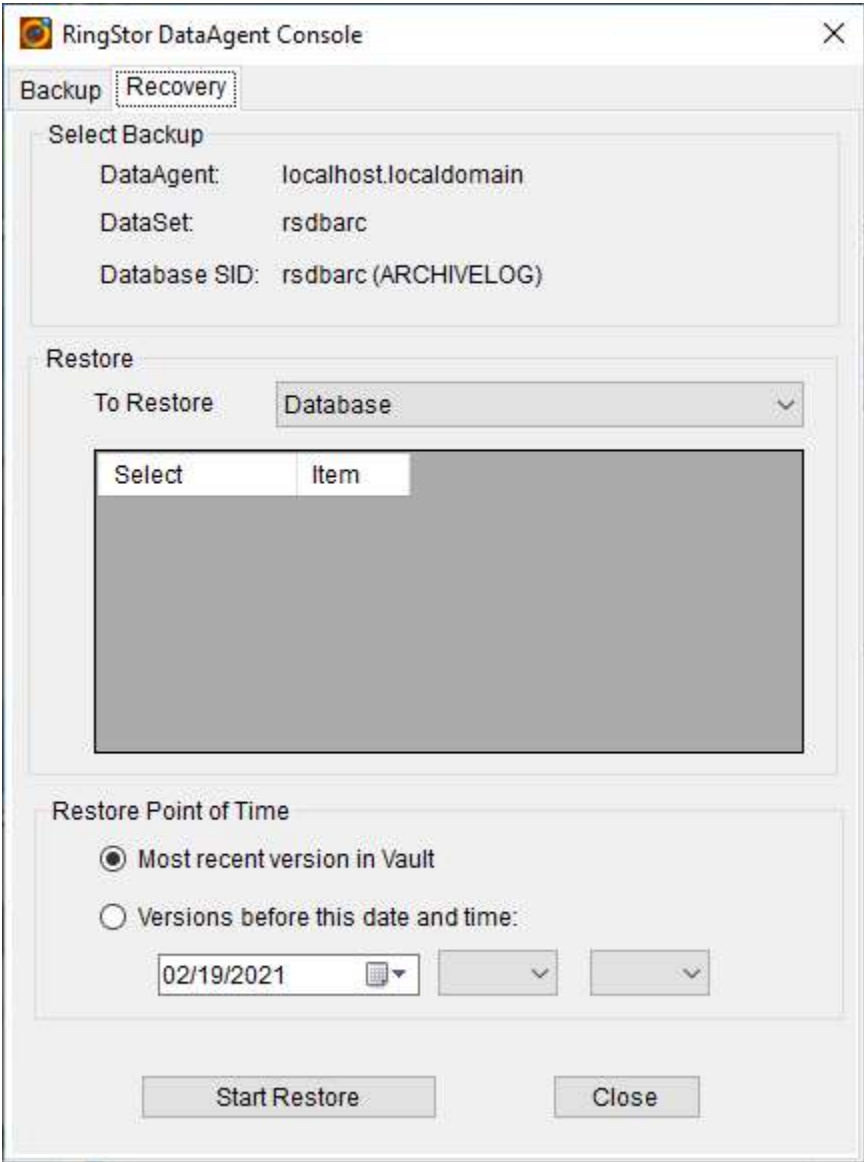 RingStor DataAgent Console
Backup Recovery
Select Backup
DataAgent: localhost.localdomain
DataSet: rsdbarc
Database SID: rsdbarc (ARCHIVELOG)
Restore
To Restore Database
Select Item
Restore Point of Time
Most recent version in Vault
Versions before this date and time:
02/19/2021
Start Restore Close